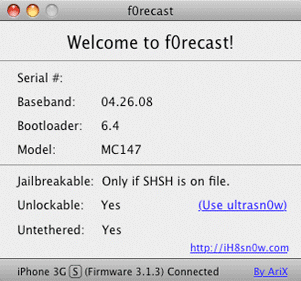 f0recast
Welcome to f0recast!
Serial #:
Baseband: 04.26.08
Bootloader: 6.4
Model: MC147
Jailbreakable: Only if SHSH is on file.
Unlockable: Yes (Use ultrasn0w)
Untethered: Yes
http://iH8sn0w.com
iPhone 3G S (Firmware 3.1.3) Connected By AriX